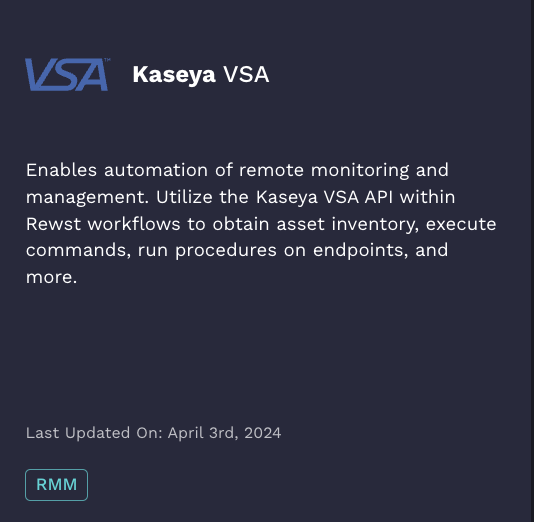 VSA™ Kaseya VSA
Enables automation of remote monitoring and
management. Utilize the Kaseya VSA API within
Rewst workflows to obtain asset inventory, execute
commands, run procedures on endpoints, and
more.
Last Updated On: April 3rd, 2024
RMM